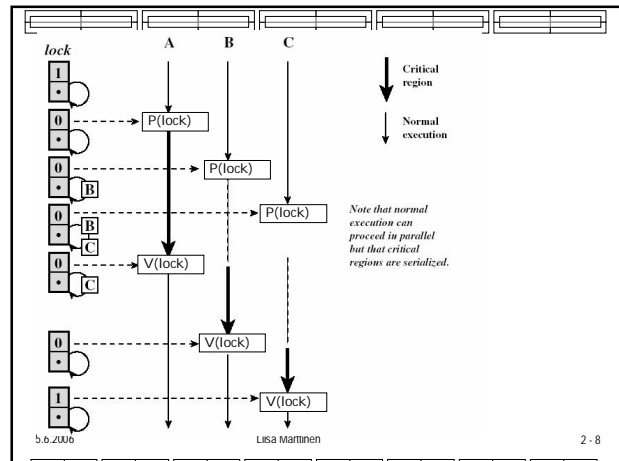 A B C
lock
1
Critical
region
0
P(lock)
Normal
execution
0
B
P(lock)
0
B
C
P(lock)
Note that normal
execution can
proceed in parallel
but that critical
regions are serialized.
0
C
V(lock)
0
V(lock)
1
V(lock)
5.6.2006 Liisa Marttinen 2 - 8